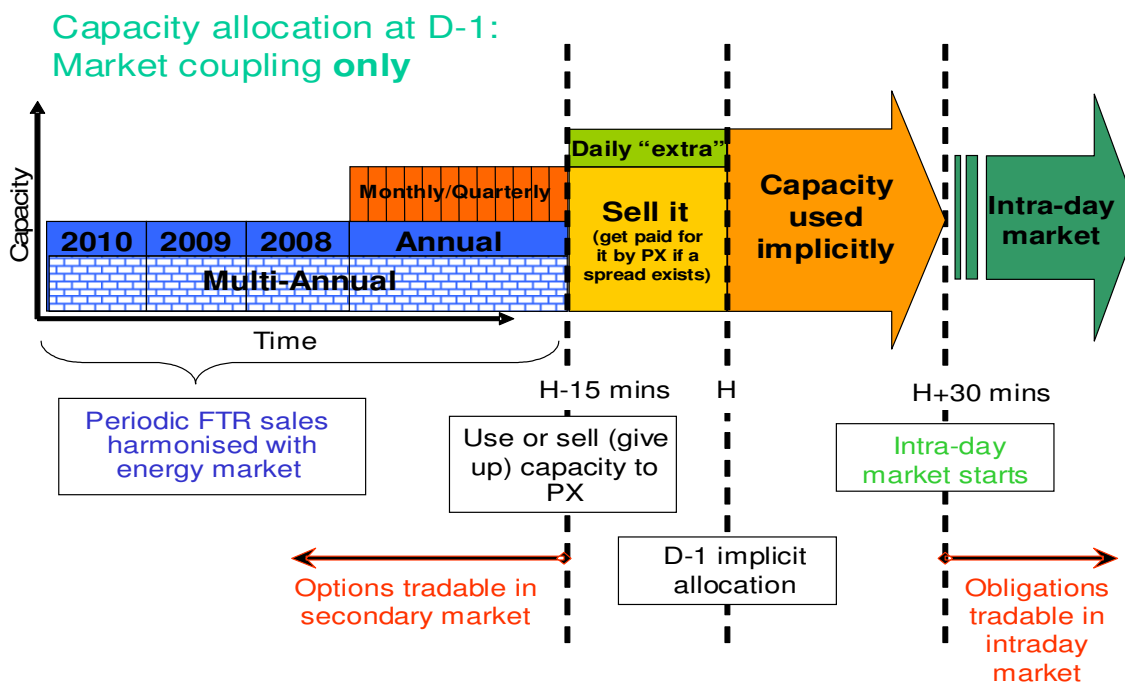 Capacity allocation at D-1:
Market coupling only
Capacity
Daily “extra”
Monthly/Quarterly
2010
2009
2008
Annual
Multi-Annual
Sell it
(get paid for
it by PX if a
spread exists)
Capacity
used
implicitly
Intra-day
market
Time
H-15 mins
H
H+30 mins
Periodic FTR sales
harmonised with
energy market
Use or sell (give
up) capacity to
PX
Intra-day
market starts
D-1 implicit
allocation
Options tradable in
secondary market
Obligations
tradable in
intraday
market